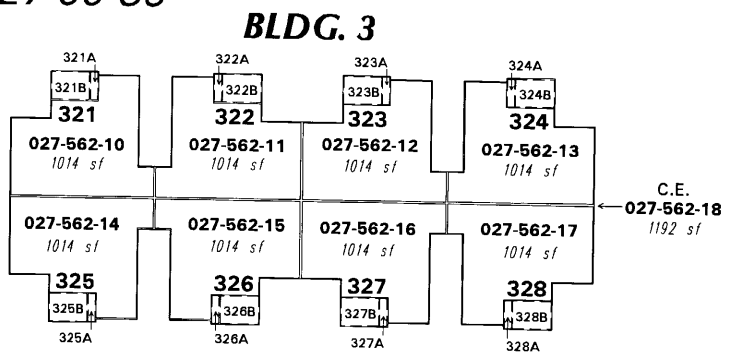 BLDG. 3
321A 322A 323A 324A
321B 322B 323B 324B
321 322 323 324
027-562-10 027-562-11 027-562-12 027-562-13
1014 sf 1014 sf 1014 sf 1014 sf
C.E.
027-562-18
1192 sf
027-562-14 027-562-15 027-562-16 027-562-17
1014 sf 1014 sf 1014 sf 1014 sf
325 326 327 328
325B 326B 327B 328B
325A 326A 327A 328A